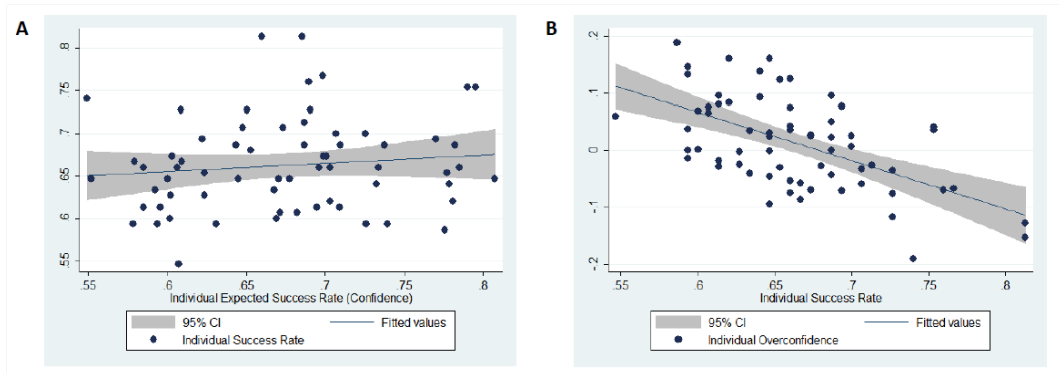 A
.8
.75
.7
.65
.6
.55
.55 .6 .65 .7 .75 .8
Individual Expected Success Rate (Confidence)
95% CI Fitted values
Individual Success Rate
B
.2
.1
0
-.1
-.2
.6 .65 .7 .75 .8
.55
Individual Success Rate
95% CI Fitted values
Individual Overconfidence